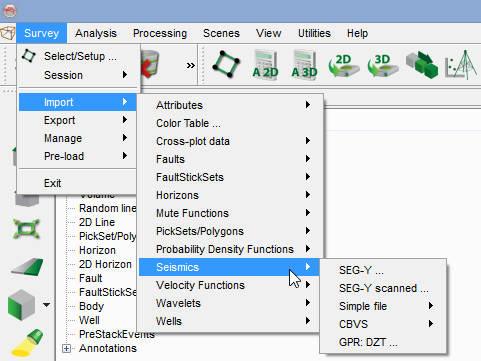 Survey Analysis Processing Scenes View Utilities Help
Select/Setup ...
Session
A 2D A 3D 2D 3D
Import
Export
Manage
Pre-load
Exit
Attributes
Color Table ...
Cross-plot data
Faults
FaultStickSets
Horizons
Mute Functions
PickSets/Polygons
Probability Density Functions
Seismics
Velocity Functions
Wavelets
Wells
SEG-Y ...
SEG-Y scanned ...
Simple file
CBVS
GPR: DZT ...
Volume
Random line
2D Line
PickSet/Poly
Horizon
2D Horizon
Fault
FaultStickSe
Body
Well
PreStackEvents
Annotations